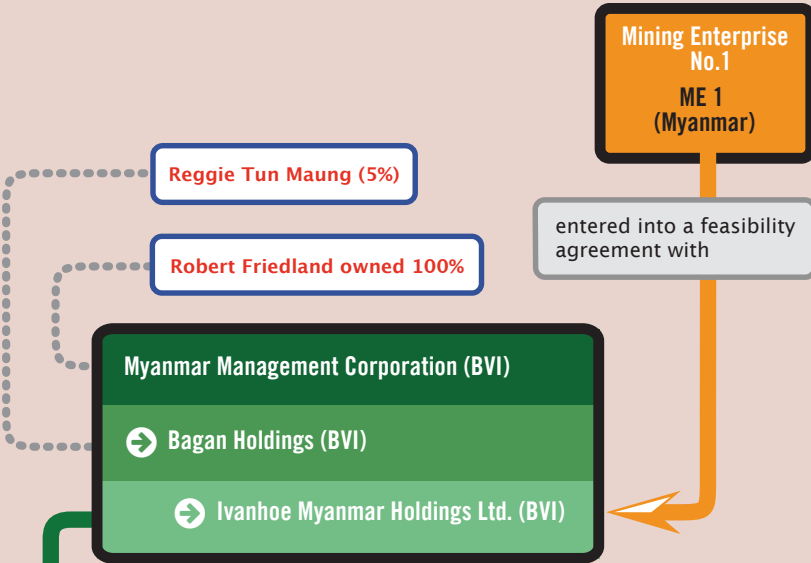 Mining Enterprise
No.1
ME 1
(Myanmar)
Reggie Tun Maung (5%)
entered into a feasibility
agreement with
Robert Friedland owned 100%
Myanmar Management Corporation (BVI)
Bagan Holdings (BVI)
Ivanhoe Myanmar Holdings Ltd. (BVI)